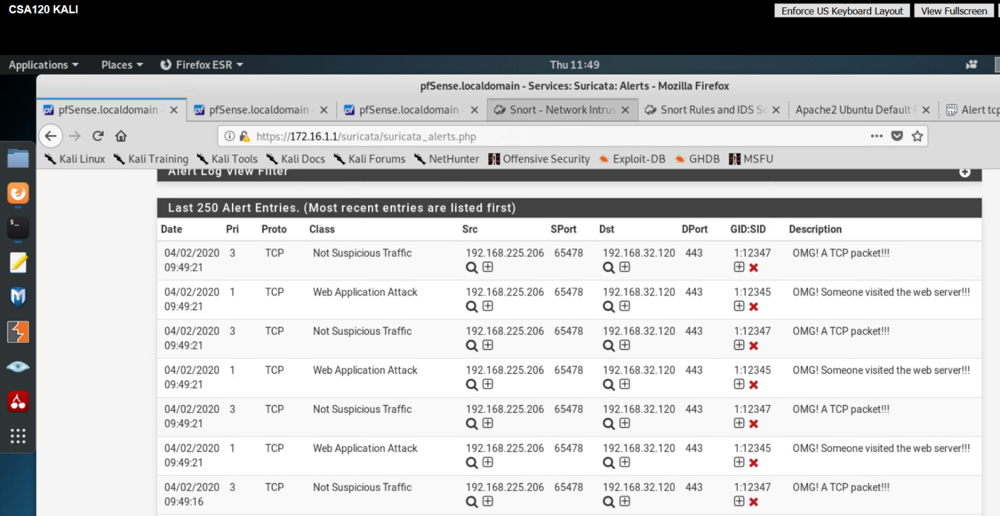 CSA120 KALI
Enforce US Keyboard Layout View Fullscreen
Applications Places Firefox ESR Thu 11:49
pfSense.localdomain - Services: Suricata: Alerts - Mozilla Firefox
pfSense.localdomain - pfSense.localdomain - pfSense.localdomain - Snort - Network Intrus Snort Rules and IDS So Apache2 Ubuntu Default Alert tcp
https://172.16.1.1/suricata/suricata_alerts.php
Kali Linux Kali Training Kali Tools Kali Docs Kali Forums NetHunter Offensive Security Exploit-DB GHDB MSFU
Alert Log View Filter
Last 250 Alert Entries. (Most recent entries are listed first)
Date Pri Proto Class Src SPort Dst DPort GID:SID Description
04/02/2020 3 TCP Not Suspicious Traffic 192.168.225.206 65478 192.168.32.120 443 1:12347 OMG! A TCP packet!!!
09:49:21
04/02/2020 1 TCP Web Application Attack 192.168.225.206 65478 192.168.32.120 443 1:12345 OMG! Someone visited the web server!!!
09:49:21
04/02/2020 3 TCP Not Suspicious Traffic 192.168.225.206 65478 192.168.32.120 443 1:12347 OMG! A TCP packet!!!
09:49:21
04/02/2020 1 TCP Web Application Attack 192.168.225.206 65478 192.168.32.120 443 1:12345 OMG! Someone visited the web server!!!
09:49:21
04/02/2020 3 TCP Not Suspicious Traffic 192.168.225.206 65478 192.168.32.120 443 1:12347 OMG! A TCP packet!!!
09:49:21
04/02/2020 1 TCP Web Application Attack 192.168.225.206 65478 192.168.32.120 443 1:12345 OMG! Someone visited the web server!!!
09:49:21
04/02/2020 3 TCP Not Suspicious Traffic 192.168.225.206 65478 192.168.32.120 443 1:12347 OMG! A TCP packet!!!
09:49:16